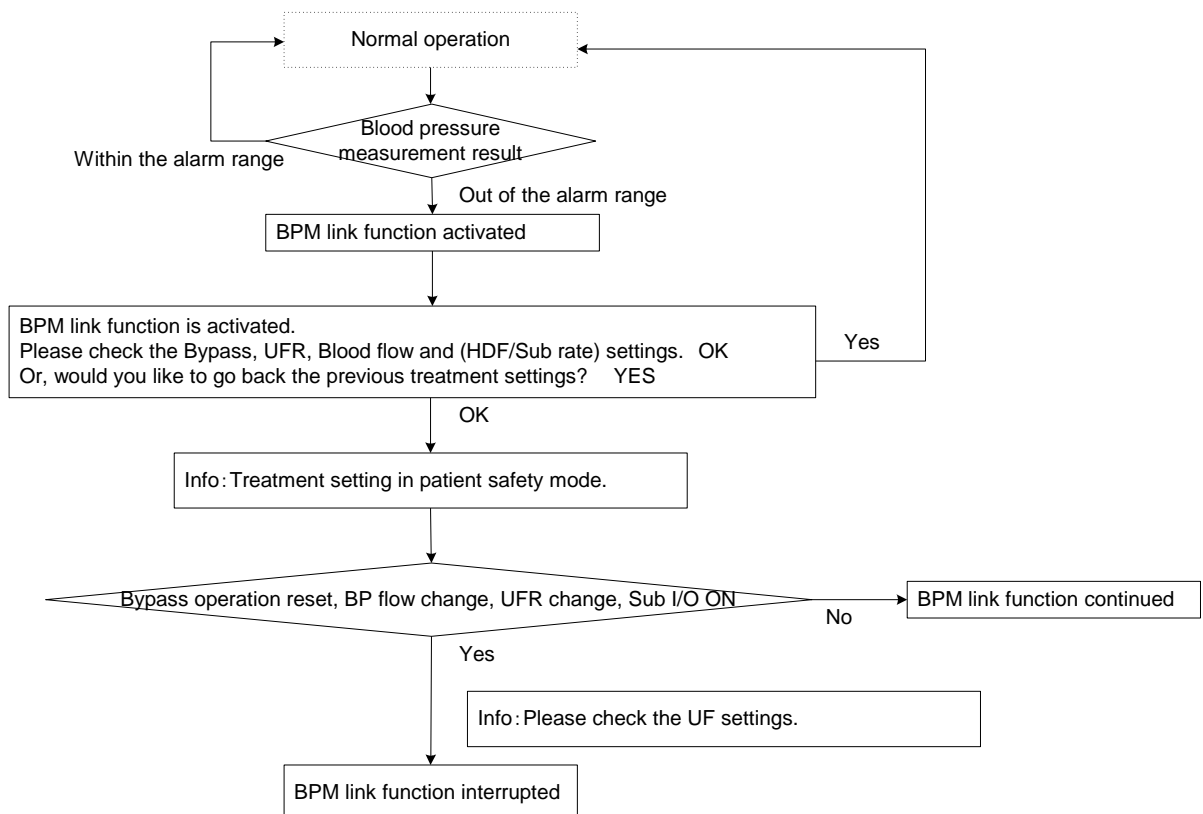 Normal operation
Blood pressure
measurement result
Within the alarm range
Out of the alarm range
BPM link function activated
BPM link function is activated.
Please check the Bypass, UFR, Blood flow and (HDF/Sub rate) settings.   OK
Or, would you like to go back the previous treatment settings?    YES
Yes
OK
Info：Treatment setting in patient safety mode.
Bypass operation reset, BP flow change, UFR change, Sub I/O ON
No
BPM link function continued
Yes
Info：Please check the UF settings.
BPM link function interrupted